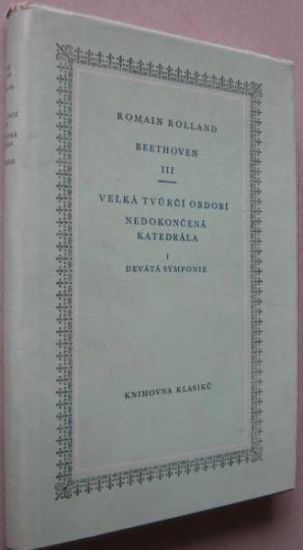 ROMAIN ROLLAND
BEETHOVEN
III
VELKÁ TVŮRČÍ OBDOBÍ
NEDOKONČENÁ
KATEDRÁLA
I
DEVÁTÁ SYMFONIE
KNIHOVNA KLASIKŮ